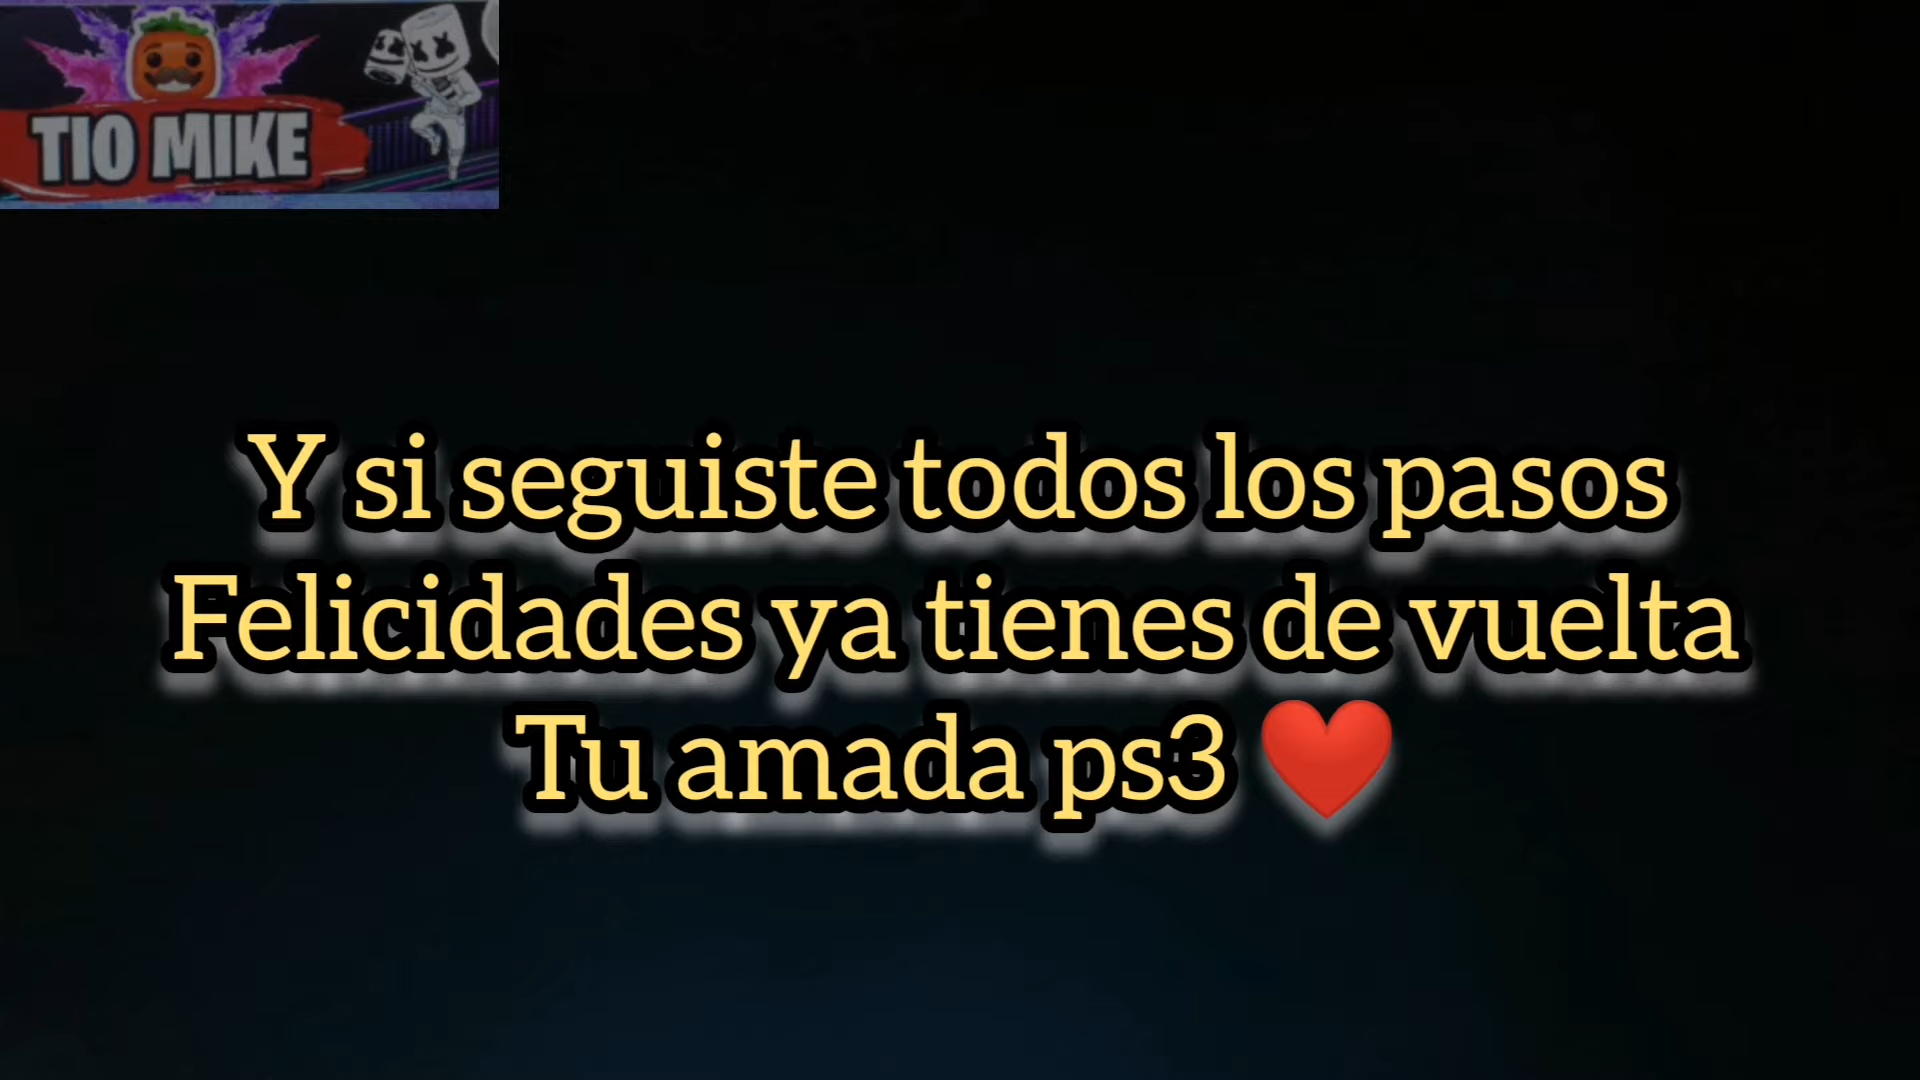 TIO MIKE
Y si seguiste todos los pasos
Felicidades ya tienes de vuelta
Tu amada ps3 ❤️